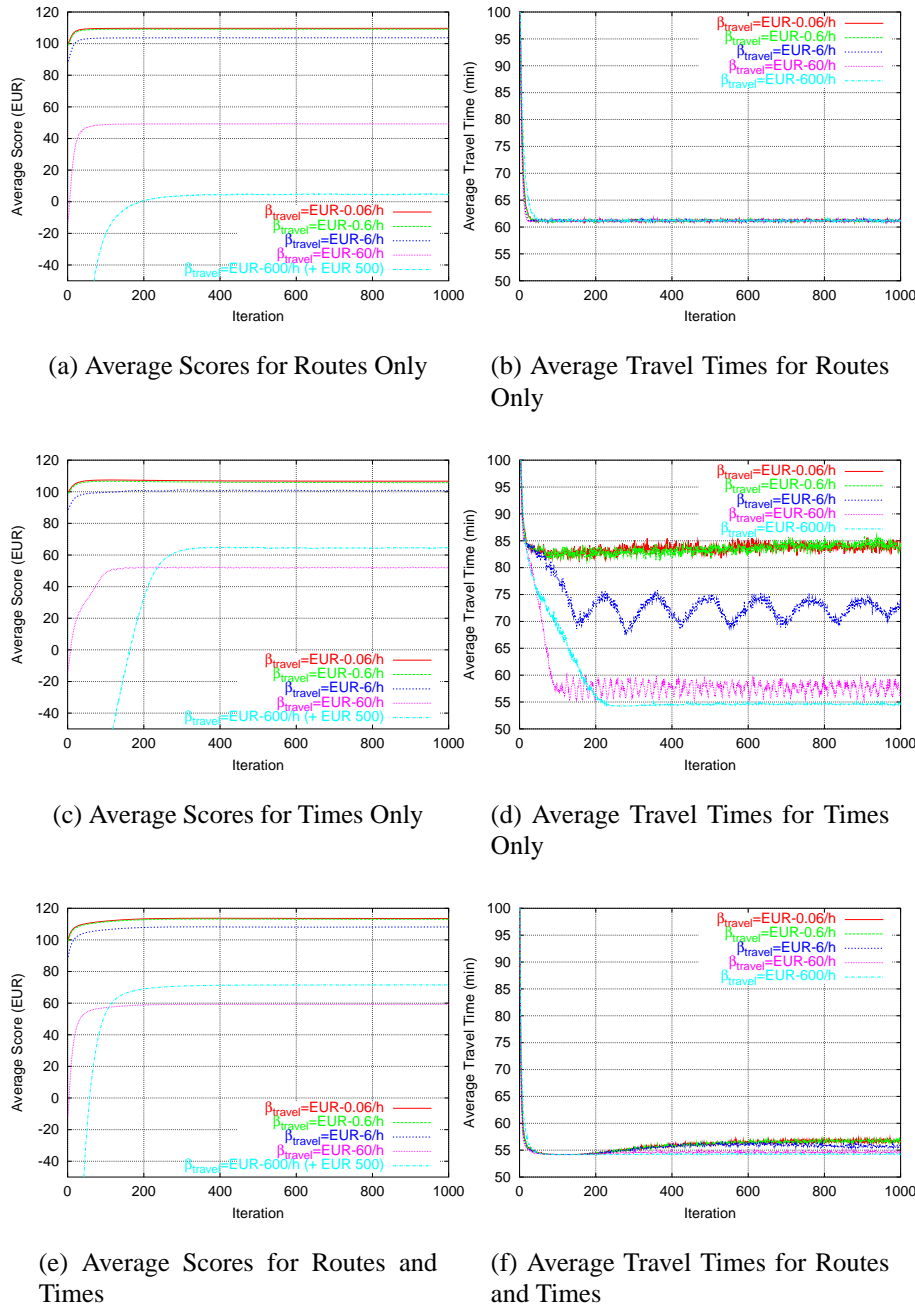 120
100
80
60
40
20
0
-20
-40
0 200 400 600 800 1000
Average Score (EUR)
Iteration
βtravel=EUR-0.06/h
βtravel=EUR-0.6/h
βtravel=EUR-6/h
βtravel=EUR-60/h
βtravel=EUR-600/h (+ EUR 500)
100
95
90
85
80
75
70
65
60
55
50
0 200 400 600 800 1000
Average Travel Time (min)
Iteration
βtravel=EUR-0.06/h
βtravel=EUR-0.6/h
βtravel=EUR-6/h
βtravel=EUR-60/h
βtravel=EUR-600/h
(a) Average Scores for Routes Only
(b) Average Travel Times for Routes
Only
120
100
80
60
40
20
0
-20
-40
0 200 400 600 800 1000
Average Score (EUR)
Iteration
βtravel=EUR-0.06/h
βtravel=EUR-0.6/h
βtravel=EUR-6/h
βtravel=EUR-60/h
βtravel=EUR-600/h (+ EUR 500)
100
95
90
85
80
75
70
65
60
55
50
0 200 400 600 800 1000
Average Travel Time (min)
Iteration
βtravel=EUR-0.06/h
βtravel=EUR-0.6/h
βtravel=EUR-6/h
βtravel=EUR-60/h
βtravel=EUR-600/h
(c) Average Scores for Times Only
(d) Average Travel Times for Times
Only
120
100
80
60
40
20
0
-20
-40
0 200 400 600 800 1000
Average Score (EUR)
Iteration
βtravel=EUR-0.06/h
βtravel=EUR-0.6/h
βtravel=EUR-6/h
βtravel=EUR-60/h
βtravel=EUR-600/h (+ EUR 500)
100
95
90
85
80
75
70
65
60
55
50
0 200 400 600 800 1000
Average Travel Time (min)
Iteration
βtravel=EUR-0.06/h
βtravel=EUR-0.6/h
βtravel=EUR-6/h
βtravel=EUR-60/h
βtravel=EUR-600/h
(e) Average Scores for Routes and
Times
(f) Average Travel Times for Routes
and Times